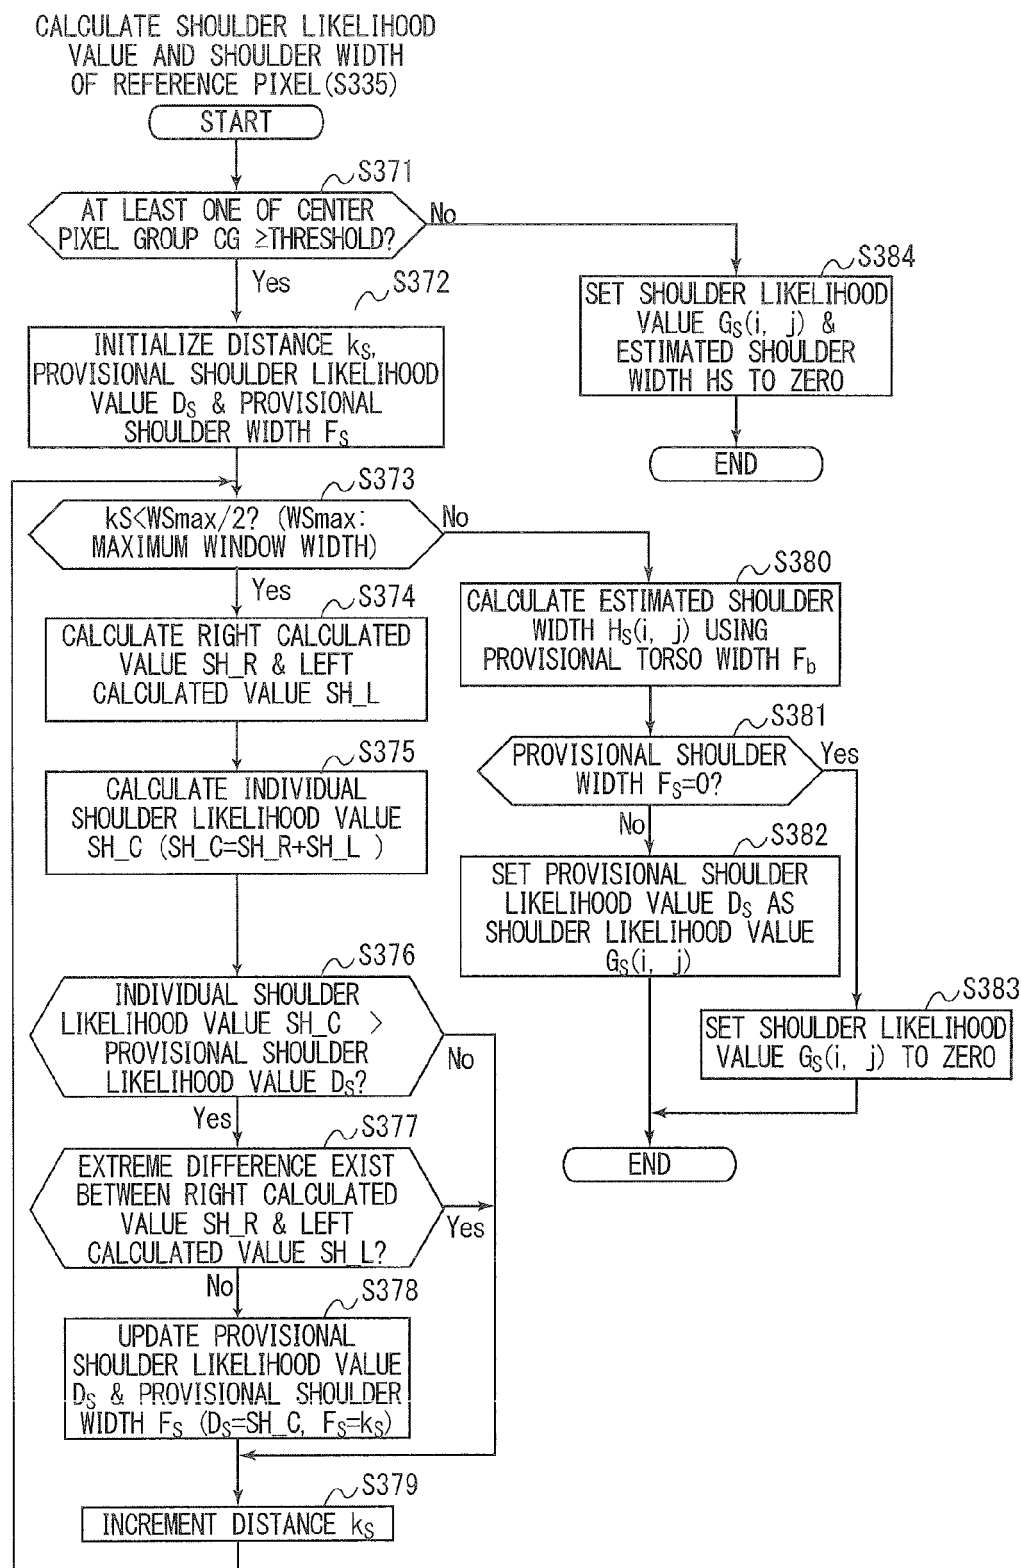 CALCULATE SHOULDER LIKELIHOOD
VALUE AND SHOULDER WIDTH
OF REFERENCE PIXEL(S335)
START
S371
AT LEAST ONE OF CENTER
PIXEL GROUP CG ≥THRESHOLD?
No
Yes
S384
SET SHOULDER LIKELIHOOD
VALUE GS(i, j) &
ESTIMATED SHOULDER
WIDTH HS TO ZERO
END
S372
INITIALIZE DISTANCE kS,
PROVISIONAL SHOULDER LIKELIHOOD
VALUE DS & PROVISIONAL
SHOULDER WIDTH FS
S373
kS<WSmax/2? (WSmax:
MAXIMUM WINDOW WIDTH)
No
Yes
S374
CALCULATE RIGHT CALCULATED
VALUE SH_R & LEFT
CALCULATED VALUE SH_L
S375
CALCULATE INDIVIDUAL
SHOULDER LIKELIHOOD VALUE
SH_C (SH_C=SH_R+SH_L )
S376
INDIVIDUAL SHOULDER
LIKELIHOOD VALUE SH_C >
PROVISIONAL SHOULDER
LIKELIHOOD VALUE DS?
No
Yes
S377
EXTREME DIFFERENCE EXIST
BETWEEN RIGHT CALCULATED
VALUE SH_R & LEFT
CALCULATED VALUE SH_L?
Yes
No
S378
UPDATE PROVISIONAL
SHOULDER LIKELIHOOD VALUE
DS & PROVISIONAL SHOULDER
WIDTH FS (DS=SH_C, FS=kS)
S379
INCREMENT DISTANCE kS
S380
CALCULATE ESTIMATED SHOULDER
WIDTH HS(i, j) USING
PROVISIONAL TORSO WIDTH Fb
S381
PROVISIONAL SHOULDER
WIDTH FS=0?
Yes
No
S382
SET PROVISIONAL SHOULDER
LIKELIHOOD VALUE DS AS
SHOULDER LIKELIHOOD VALUE
GS(i, j)
S383
SET SHOULDER LIKELIHOOD
VALUE GS(i, j) TO ZERO
END